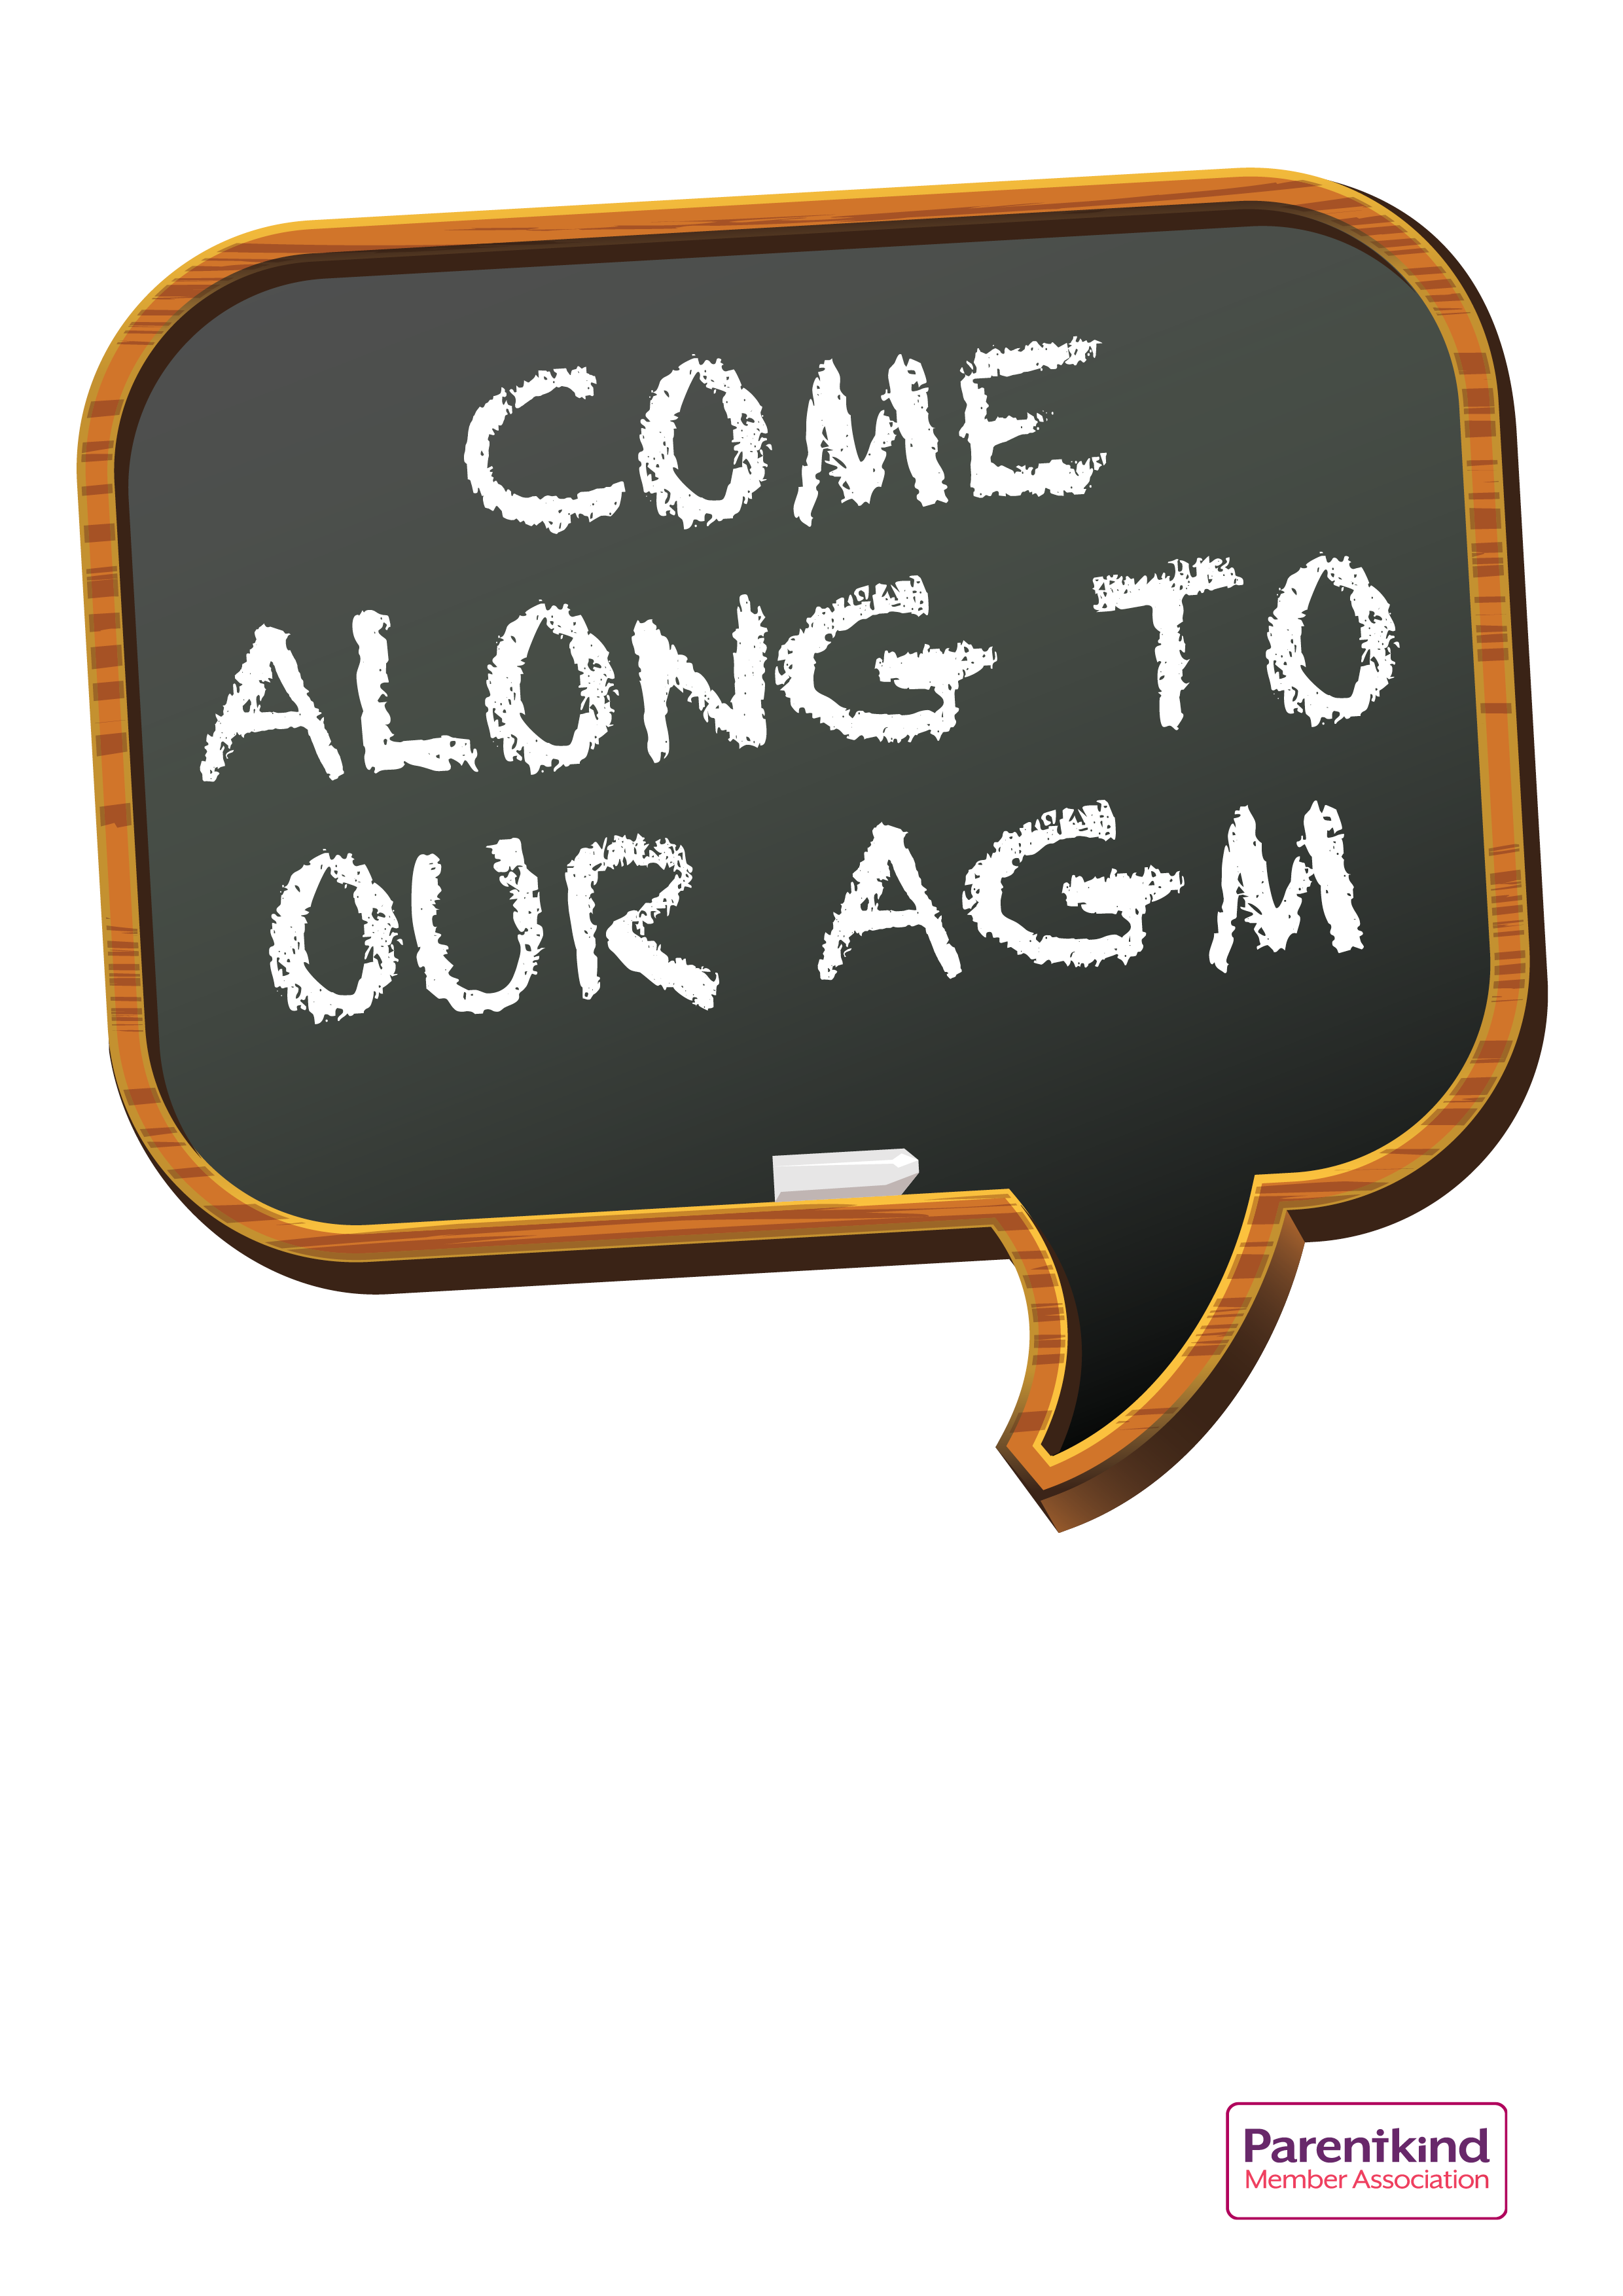 COME
ALONG TO
OUR AGM
Parentkind
Member Association